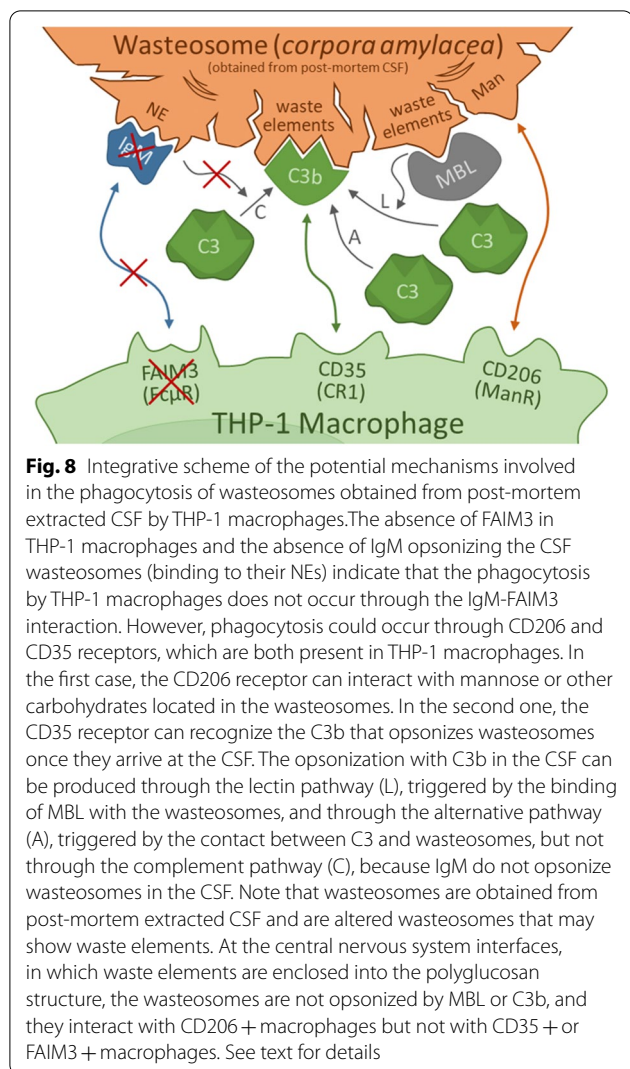 Wasteosome (corpora amylacea)
(obtained from post-mortem CSF)
NE
waste
elements
waste
elements
Man
IgM
C3b
MBL
C
L
A
C3
C3
C3
FAIM3
(FcμR)
CD35
(CR1)
CD206
(ManR)
THP-1 Macrophage
Fig. 8 Integrative scheme of the potential mechanisms involved
in the phagocytosis of wasteosomes obtained from post-mortem
extracted CSF by THP-1 macrophages.The absence of FAIM3 in
THP-1 macrophages and the absence of IgM opsonizing the CSF
wasteosomes (binding to their NEs) indicate that the phagocytosis
by THP-1 macrophages does not occur through the IgM-FAIM3
interaction. However, phagocytosis could occur through CD206 and
CD35 receptors, which are both present in THP-1 macrophages. In
the first case, the CD206 receptor can interact with mannose or other
carbohydrates located in the wasteosomes. In the second one, the
CD35 receptor can recognize the C3b that opsonizes wasteosomes
once they arrive at the CSF. The opsonization with C3b in the CSF can
be produced through the lectin pathway (L), triggered by the binding
of MBL with the wasteosomes, and through the alternative pathway
(A), triggered by the contact between C3 and wasteosomes, but not
through the complement pathway (C), because IgM do not opsonize
wasteosomes in the CSF. Note that wasteosomes are obtained from
post-mortem extracted CSF and are altered wasteosomes that may
show waste elements. At the central nervous system interfaces,
in which waste elements are enclosed into the polyglucosan
structure, the wasteosomes are not opsonized by MBL or C3b, and
they interact with CD206 + macrophages but not with CD35 + or
FAIM3 + macrophages. See text for details